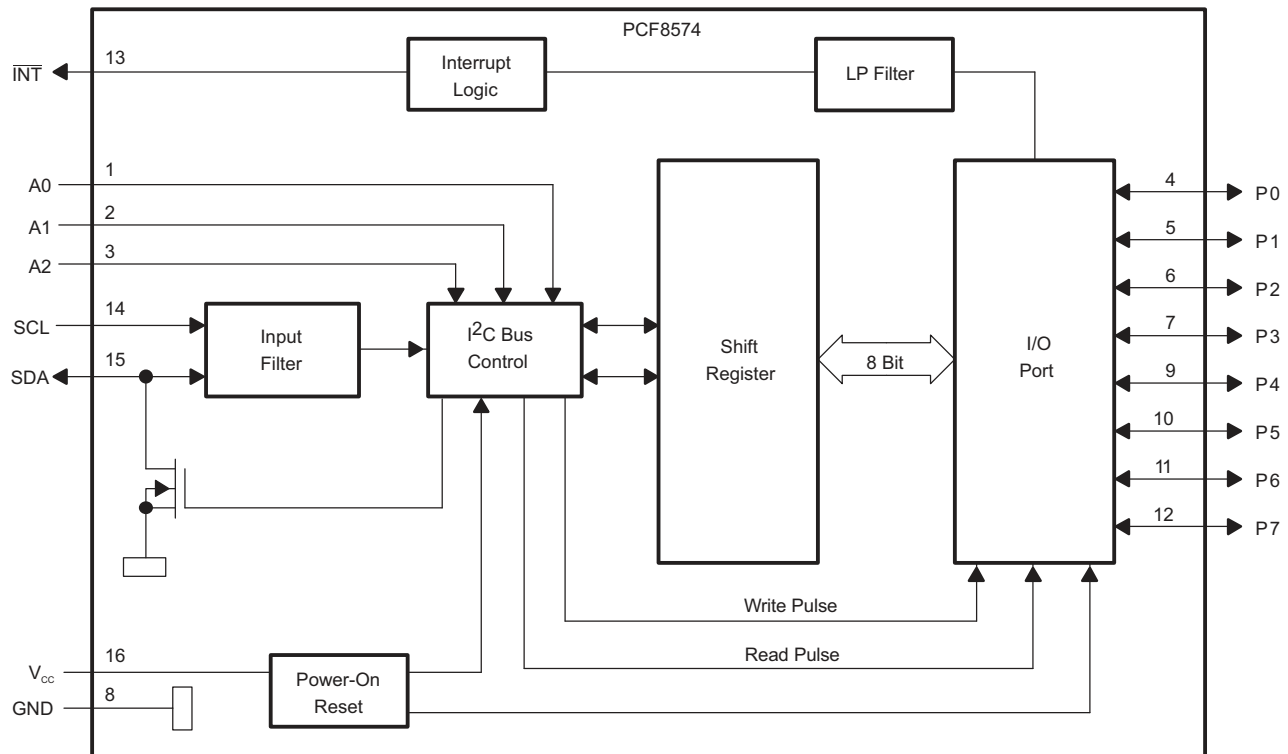 PCF8574
INT
13
Interrupt
Logic
LP Filter
A0
1
A1
2
A2
3
SCL
14
SDA
15
Input
Filter
I²C Bus
Control
Shift
Register
8 Bit
I/O
Port
4
P0
5
P1
6
P2
7
P3
9
P4
10
P5
11
P6
12
P7
Write Pulse
Read Pulse
Vcc
16
GND
8
Power-On
Reset